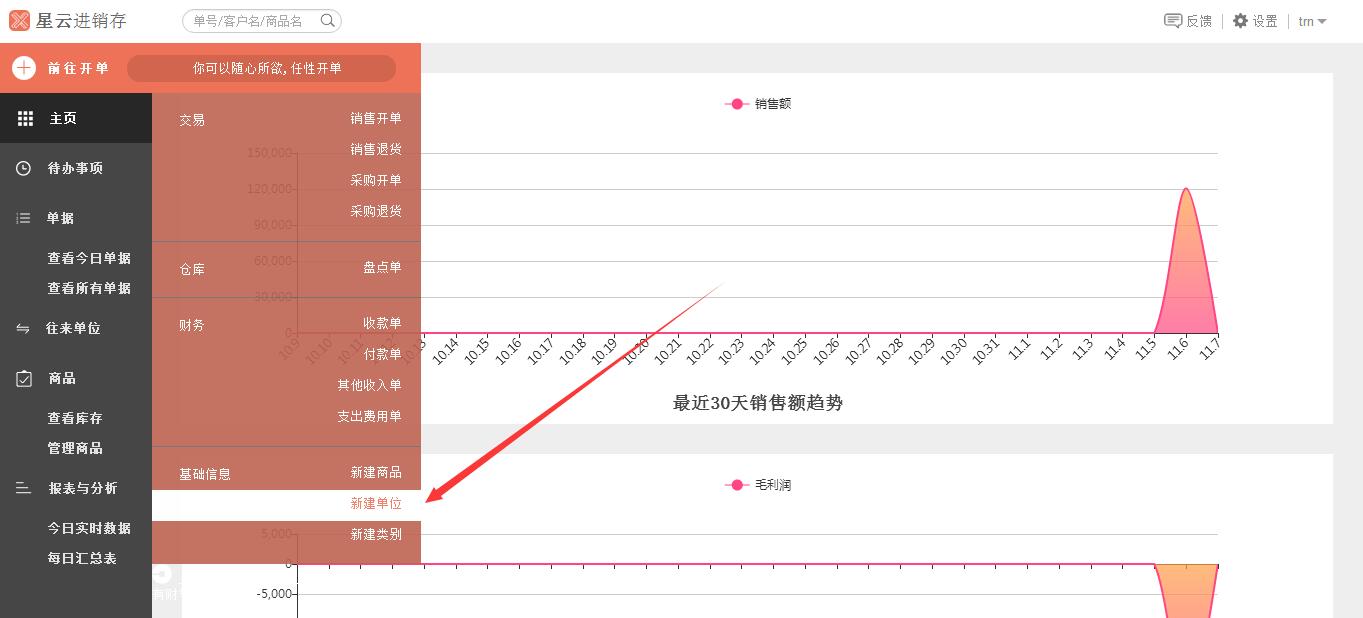 星云进销存
单号/客户名/商品名
反馈
设置
tm
前往开单
你可以随心所欲, 任性开单
主页
待办事项
单据
查看今日单据
查看所有单据
往来单位
商品
查看库存
管理商品
报表与分析
今日实时数据
每日汇总表
交易
销售开单
销售退货
采购开单
采购退货
仓库
盘点单
财务
收款单
付款单
其他收入单
支出费用单
基础信息
新建商品
新建单位
新建类别
销售额
150,000
120,000
90,000
60,000
30,000
0
10.9 10.10 10.11 10.12 10.13 10.14 10.15 10.16 10.17 10.18 10.19 10.20 10.21 10.22 10.23 10.24 10.25 10.26 10.27 10.28 10.29 10.30 10.31 11.1 11.2 11.3 11.4 11.5 11.6 11.7
最近30天销售额趋势
毛利润
5,000
0
-5,000
有财